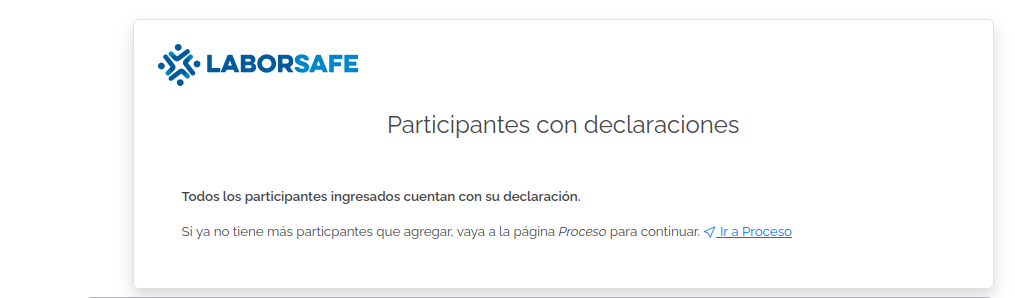 LABORSAFE
Participantes con declaraciones
Todos los participantes ingresados cuentan con su declaración.
Si ya no tiene más particpantes que agregar, vaya a la página Proceso para continuar. Ir a Proceso